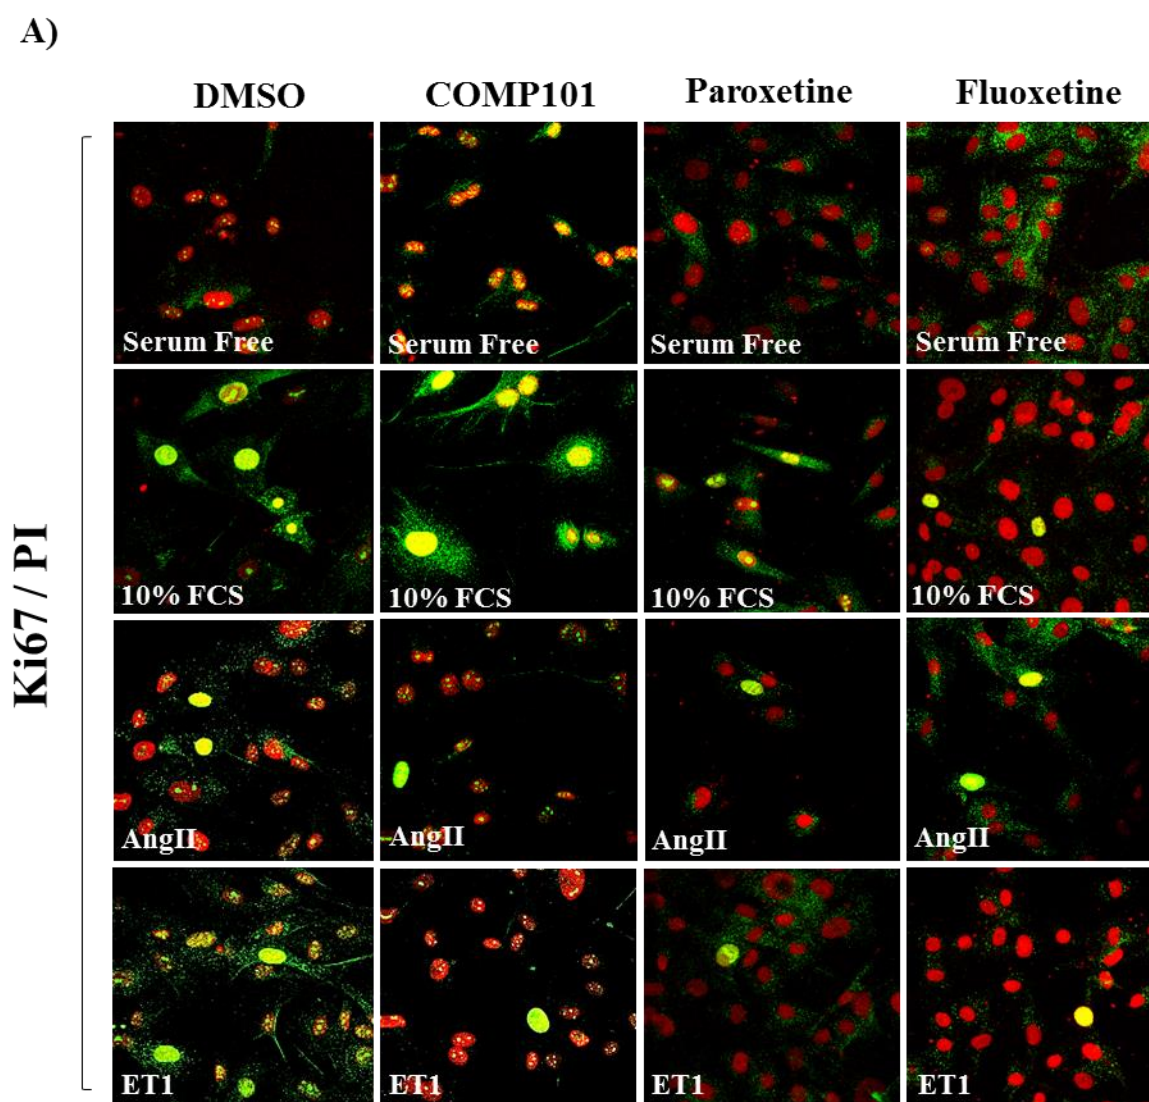 A)
DMSO
COMP101
Paroxetine
Fluoxetine
Ki67 / PI
Serum Free
Serum Free
Serum Free
Serum Free
10% FCS
10% FCS
10% FCS
10% FCS
AngII
AngII
AngII
AngII
ET1
ET1
ET1
ET1